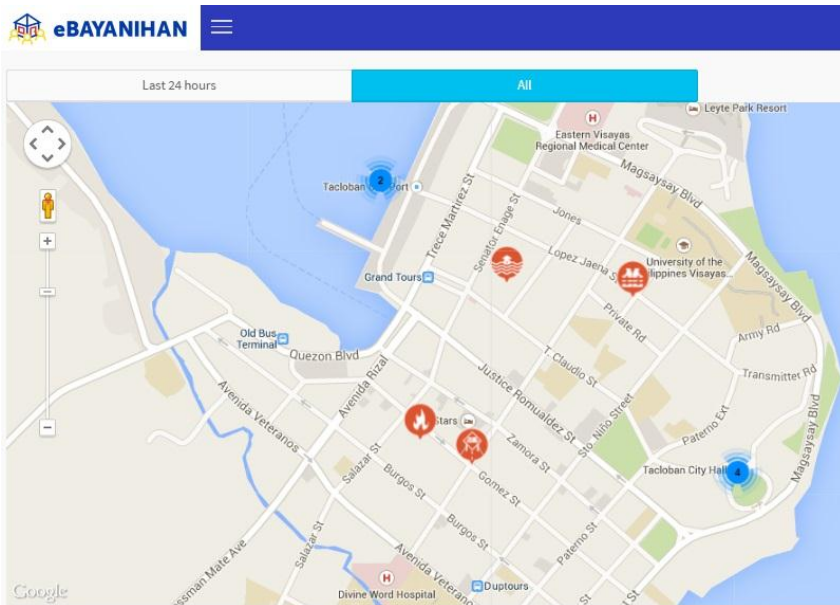 eBAYANIHAN
Last 24 hours
All
Leyte Park Resort
H
Eastern Visayas
Regional Medical Center
Magsaysay Blvd
2
Tacloban
Port
Trece Martirez St
Senator Enage St
Jones
Lopez Jaena
University of the
Philippines Visayas...
Magsaysay Blvd
Grand Tours
Private Rd
Old Bus
Terminal
Quezon Blvd
Army Rd
T. Claudio St
Transmitter Rd
Avenida Rizal
Justice Romualdez St
Avenida Veteranos
Sto. Niño Street
Paterno Ext
Magsaysay Blvd
Stars
Zamora St
Salazar St
Tacloban City Hall
4
Burgos St
Gomez St
Burgos St
Salazar St
Paterno St
Avenida Veteranos
ssman Mate Ave
H
Divine Word Hospital
Duptours
Google